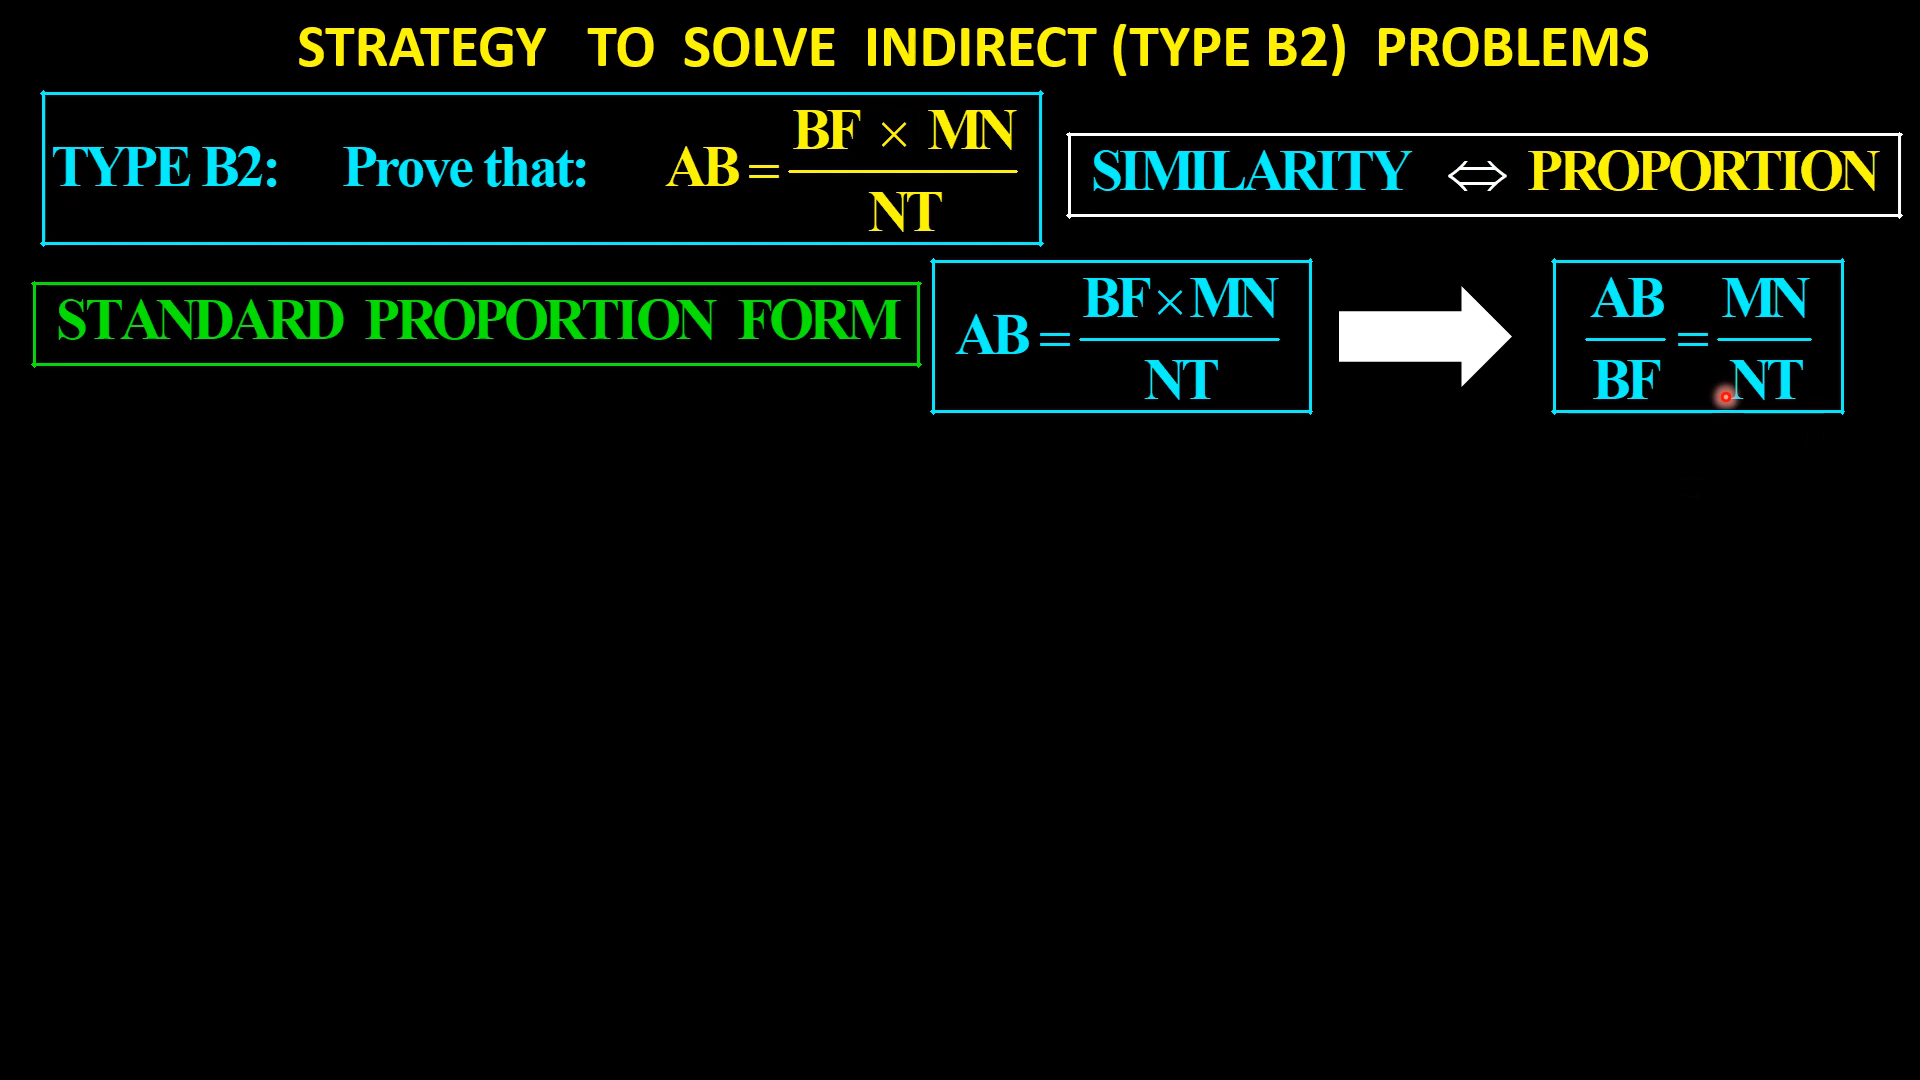 STRATEGY TO SOLVE INDIRECT (TYPE B2) PROBLEMS
TYPE B2: Prove that: AB = BF × MN / NT
SIMILARITY ⇔ PROPORTION
STANDARD PROPORTION FORM
AB = BF × MN / NT
AB / BF = MN / NT